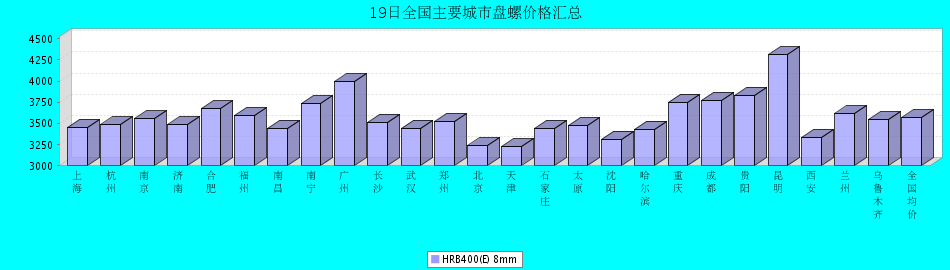 19日全国主要城市盘螺价格汇总
4500
4250
4000
3750
3500
3250
3000
上海
杭州
南京
济南
合肥
福州
南昌
南宁
广州
长沙
武汉
郑州
北京
天津
石家庄
太原
沈阳
哈尔滨
重庆
成都
贵阳
昆明
西安
兰州
乌鲁木齐
全国均价
HRB400(E) 8mm